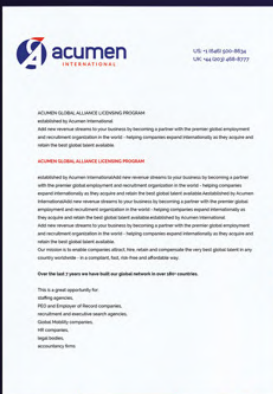 acumen
INTERNATIONAL
US: +1 (646) 500-8634
UK: +44 (203) 468-8777
ACUMEN GLOBAL ALLIANCE LICENSING PROGRAM
established by Acumen International
Add new revenue streams to your business by becoming a partner with the premier global employment
and recruitment organization in the world - helping companies expand internationally as they acquire and
retain the best global talent available.
ACUMEN GLOBAL ALLIANCE LICENSING PROGRAM
established by Acumen InternationalAdd new revenue streams to your business by becoming a partner
with the premier global employment and recruitment organization in the world - helping companies
expand internationally as they acquire and retain the best global talent available.established by Acumen
InternationalAdd new revenue streams to your business by becoming a partner with the premier global
employment and recruitment organization in the world - helping companies expand internationally as
they acquire and retain the best global talent available.established by Acumen International
Add new revenue streams to your business by becoming a partner with the premier global employment
and recruitment organization in the world - helping companies expand internationally as they acquire and
retain the best global talent available.
Our mission is to enable companies attract, hire, retain and compensate the very best global talent in any
country worldwide - in a compliant, fast, risk-free and affordable way.
Over the last 7 years we have built our global network in over 180+ countries.
This is a great opportunity for:
staffing agencies,
PEO and Employer of Record companies,
recruitment and executive search agencies,
Global Mobility companies,
HR companies,
legal bodies,
accountancy firms